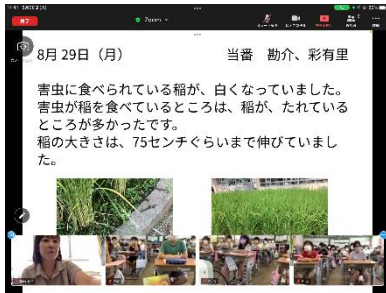 Zoom
終了
8月29日（月） 当番 勘介、彩有里
害虫に食べられている稲が、白くなっていました。
害虫が稲を食べているところは、稲が、たれている
ところが多かったです。
稲の大きさは、75センチぐらいまで伸びていまし
た。